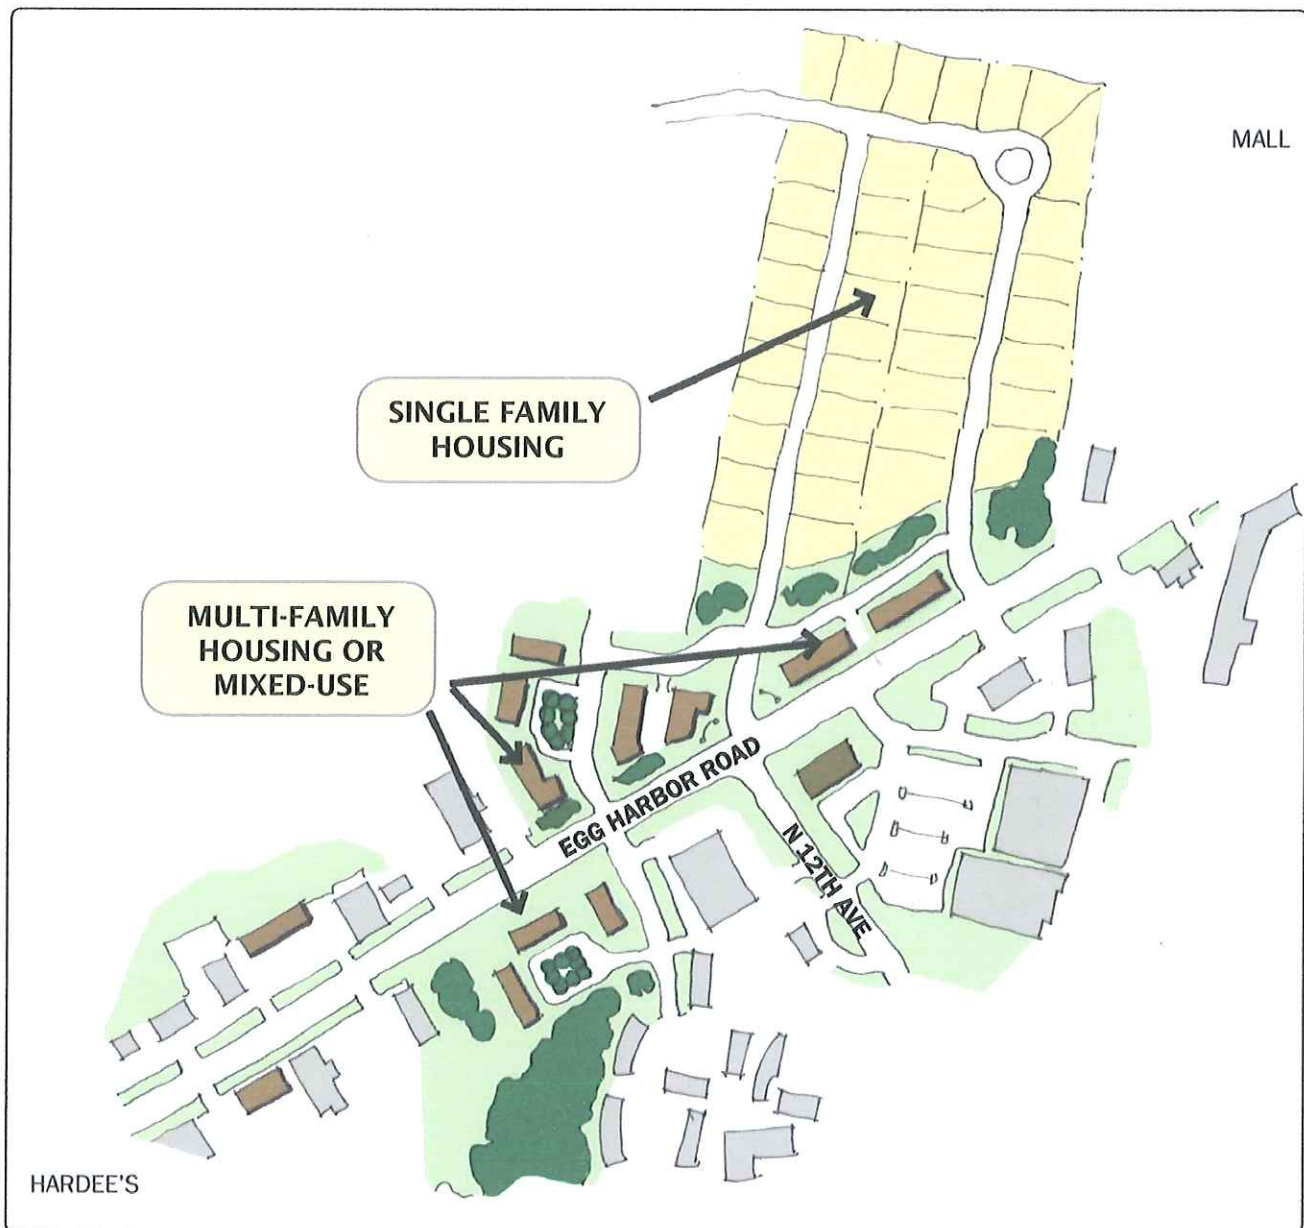 MALL
SINGLE FAMILY
HOUSING
MULTI-FAMILY
HOUSING OR
MIXED-USE
EGG HARBOR ROAD
N 12TH AVE
HARDEE'S